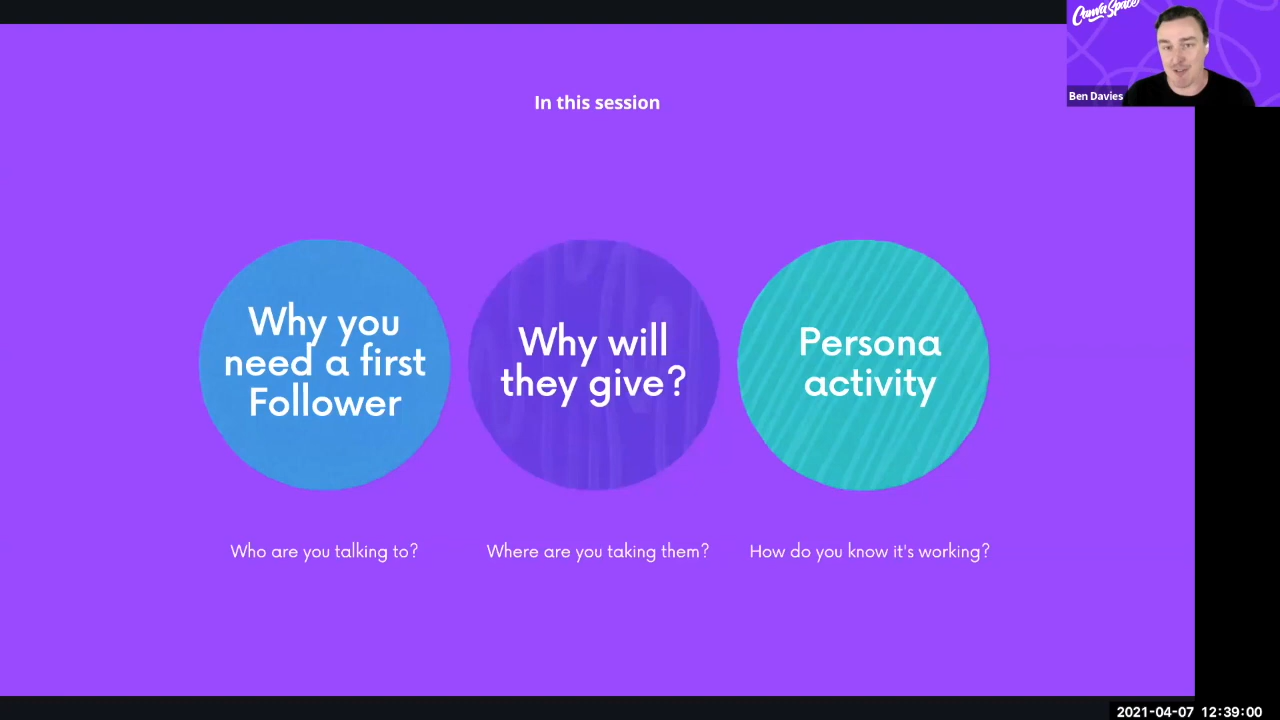 Canva Space
Ben Davies
In this session
Why you
need a first
Follower
Why will
they give?
Persona
activity
Who are you talking to?
Where are you taking them?
How do you know it's working?
2021-04-07 12:39:00